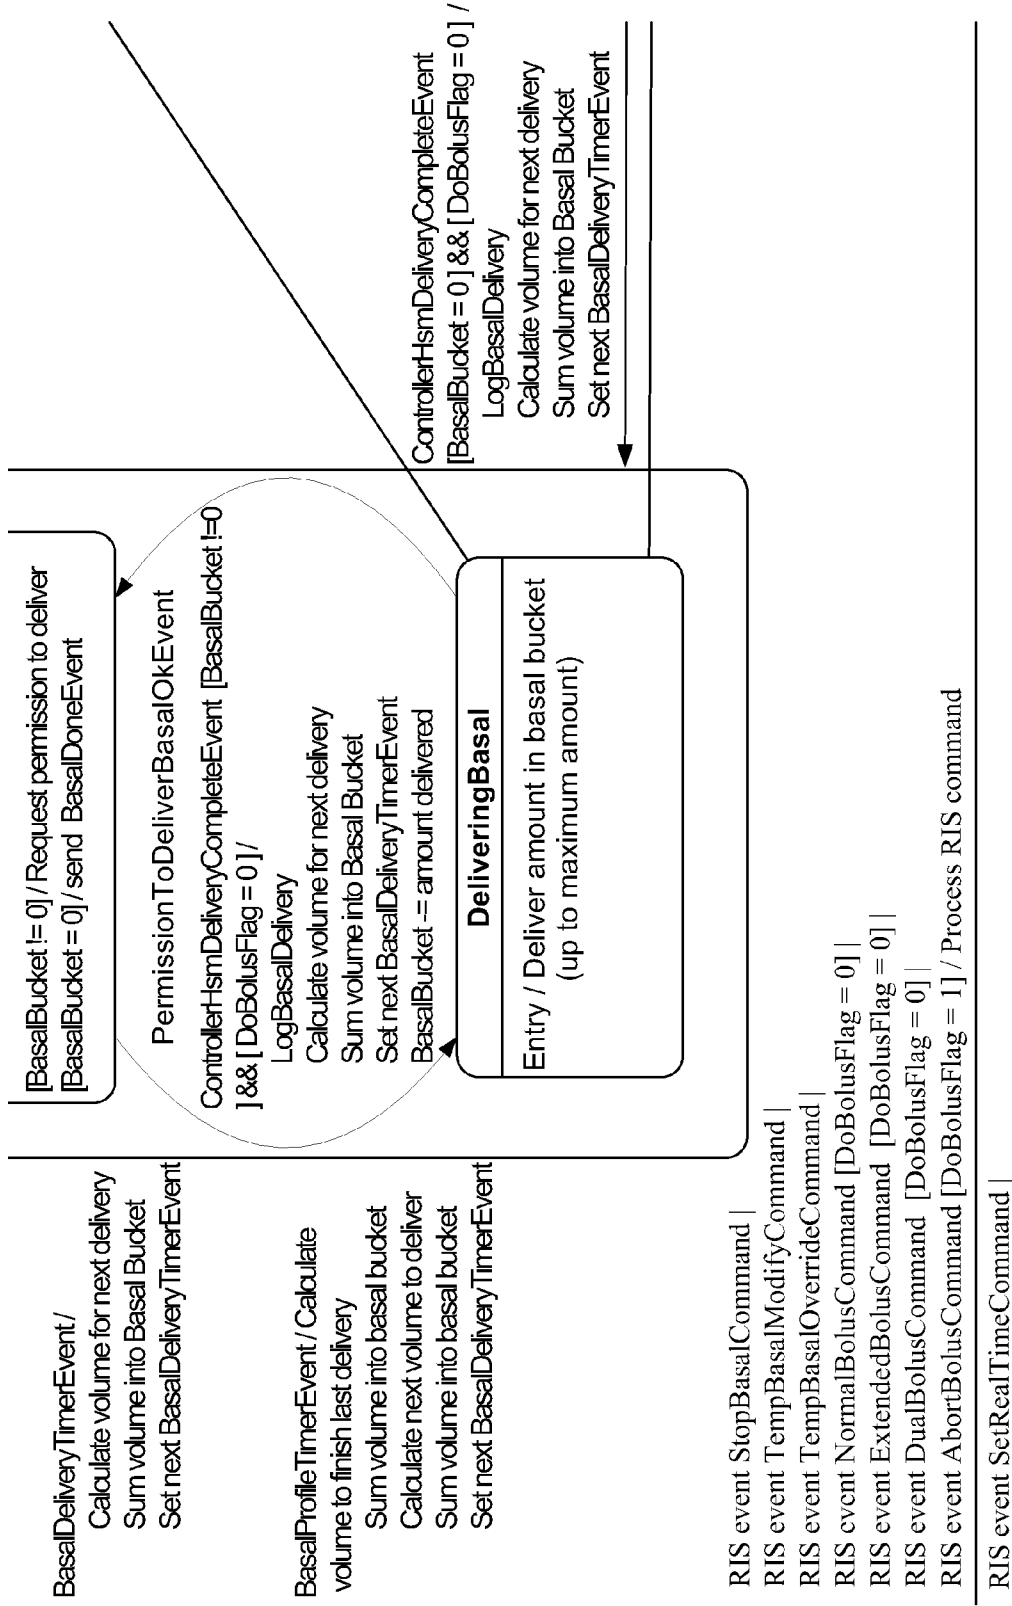 [BasalBucket != 0] / Request permission to deliver
[BasalBucket = 0] / send BasalDoneEvent
BasalDeliveryTimerEvent /
Calculate volume for next delivery
Sum volume into Basal Bucket
Set next BasalDeliveryTimerEvent
PermissionToDeliverBasalOkEvent
ControllerHsmDeliveryCompleteEvent [BasalBucket !=0
] && [ DoBolusFlag = 0 ] /
LogBasalDelivery
Calculate volume for next delivery
Sum volume into Basal Bucket
Set next BasalDeliveryTimerEvent
BasalBucket -= amount delivered
BasalProfileTimerEvent / Calculate
volume to finish last delivery
Sum volume into basal bucket
Calculate next volume to deliver
Sum volume into basal bucket
Set next BasalDeliveryTimerEvent
ControllerHsmDeliveryCompleteEvent
[BasalBucket = 0 ] && [ DoBolusFlag = 0 ] /
LogBasalDelivery
Calculate volume for next delivery
Sum volume into Basal Bucket
Set next BasalDeliveryTimerEvent
DeliveringBasal
Entry / Deliver amount in basal bucket
(up to maximum amount)
RIS event StopBasalCommand |
RIS event TempBasalModifyCommand |
RIS event TempBasalOverrideCommand |
RIS event NormalBolusCommand [DoBolusFlag = 0] |
RIS event ExtendedBolusCommand [DoBolusFlag = 0] |
RIS event DualBolusCommand [DoBolusFlag = 0] |
RIS event AbortBolusCommand [DoBolusFlag = 1] / Process RIS command
RIS event SetRealTimeCommand |